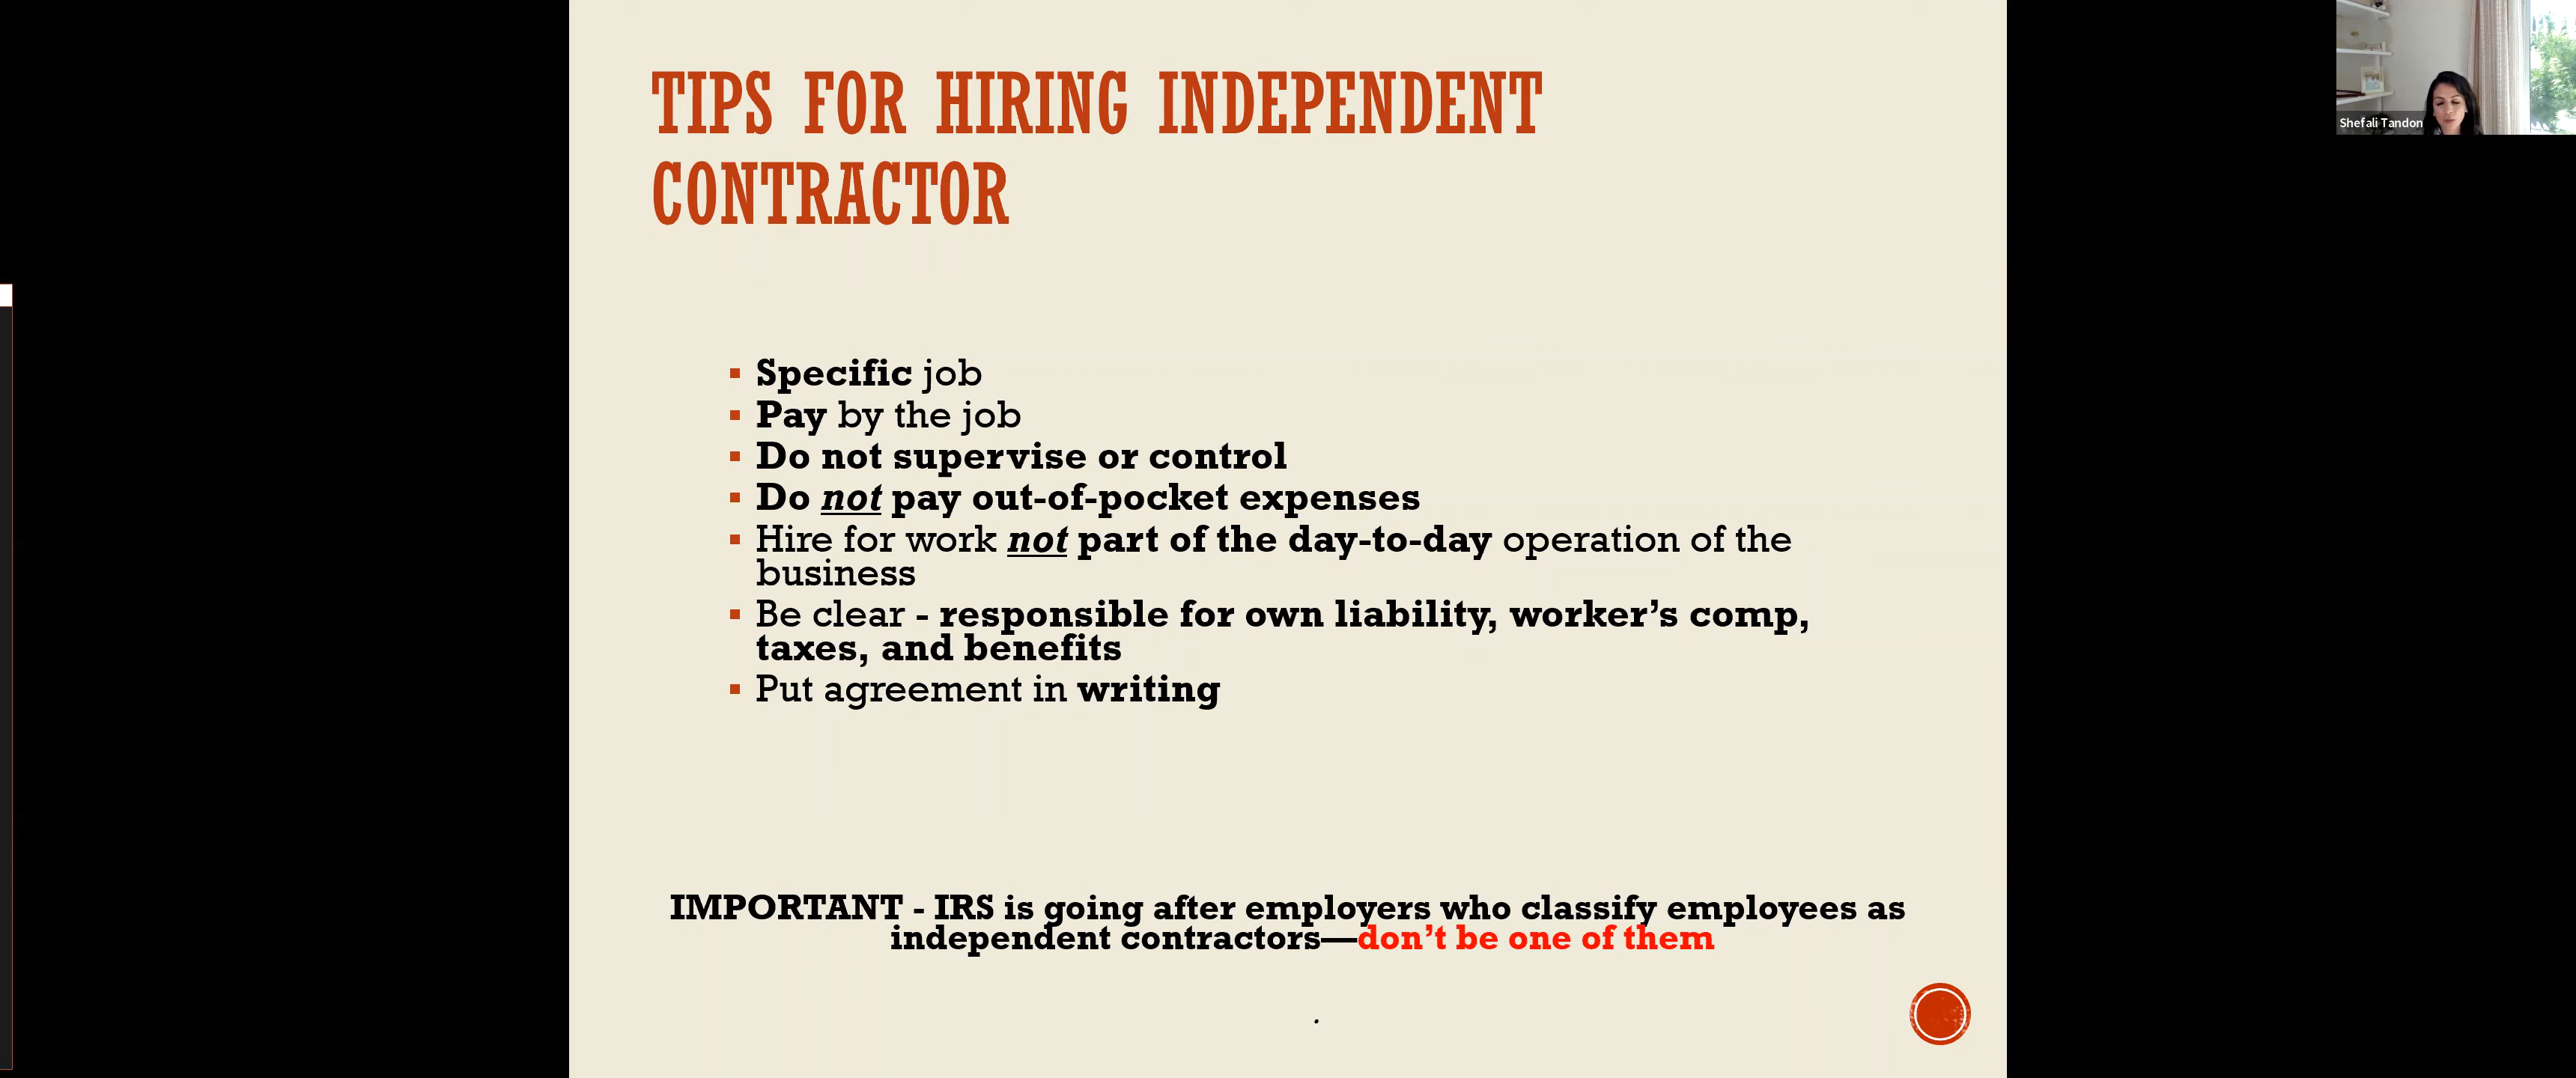 TIPS FOR HIRING INDEPENDENT
CONTRACTOR
Shefali Tandon
▪ Specific job
▪ Pay by the job
▪ Do not supervise or control
▪ Do not pay out-of-pocket expenses
▪ Hire for work not part of the day-to-day operation of the
business
▪ Be clear - responsible for own liability, worker’s comp,
taxes, and benefits
▪ Put agreement in writing
IMPORTANT - IRS is going after employers who classify employees as
independent contractors—don’t be one of them
.